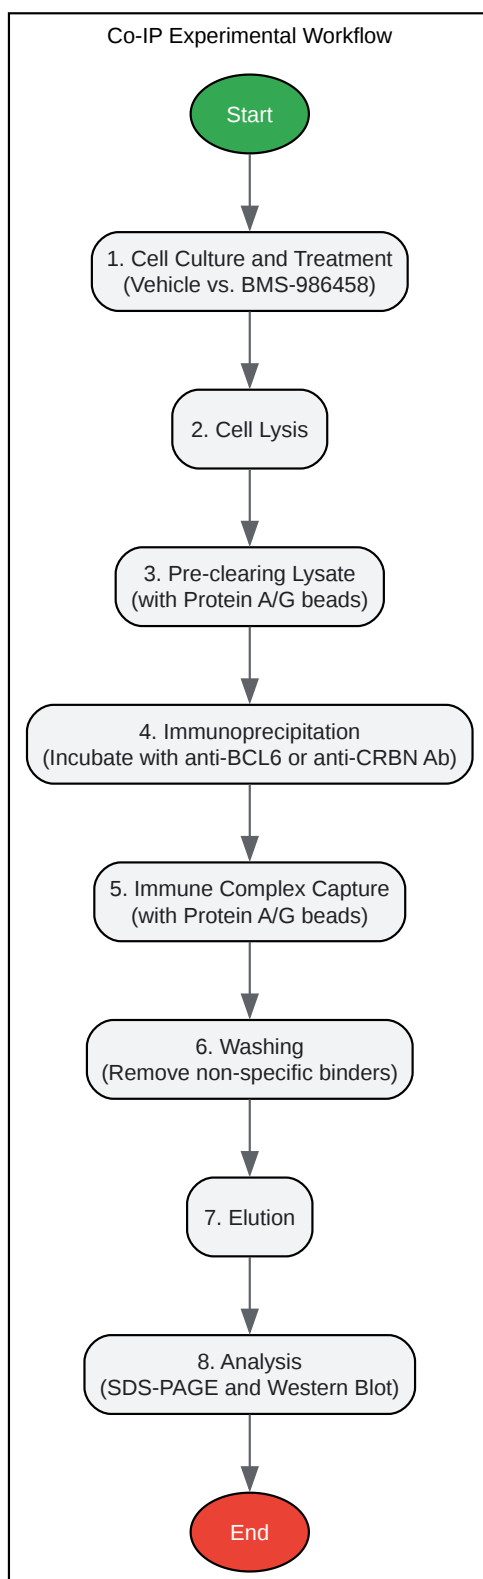 Co-IP Experimental Workflow
Start
1. Cell Culture and Treatment
(Vehicle vs. BMS-986458)
2. Cell Lysis
3. Pre-clearing Lysate
(with Protein A/G beads)
4. Immunoprecipitation
(Incubate with anti-BCL6 or anti-CRBN Ab)
5. Immune Complex Capture
(with Protein A/G beads)
6. Washing
(Remove non-specific binders)
7. Elution
8. Analysis
(SDS-PAGE and Western Blot)
End